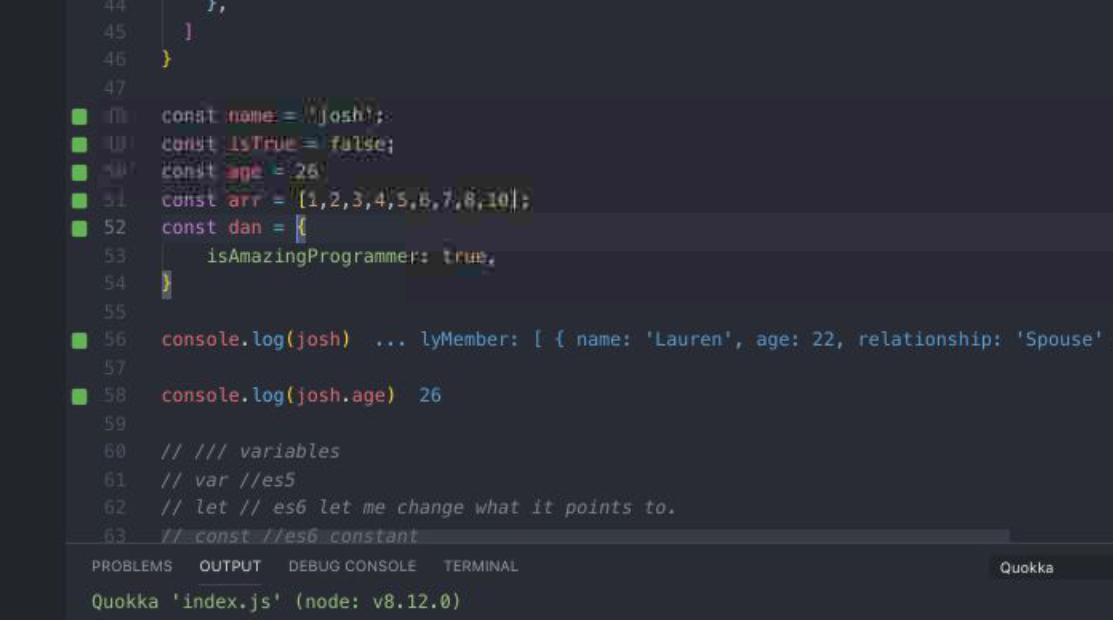 44 },
45 ]
46 }
47
const name = 'josh';
const isTrue = false;
const age = 26
51 const arr = [1,2,3,4,5,6,7,8,10];
52 const dan = {
53 isAmazingProgrammer: true,
54 }
55
56 console.log(josh) ... lyMember: [ { name: 'Lauren', age: 22, relationship: 'Spouse'
57
58 console.log(josh.age) 26
59
60 // /// variables
61 // var //es5
62 // let // es6 let me change what it points to.
63 // const //es6 constant
PROBLEMS OUTPUT DEBUG CONSOLE TERMINAL Quokka
Quokka 'index.js' (node: v8.12.0)